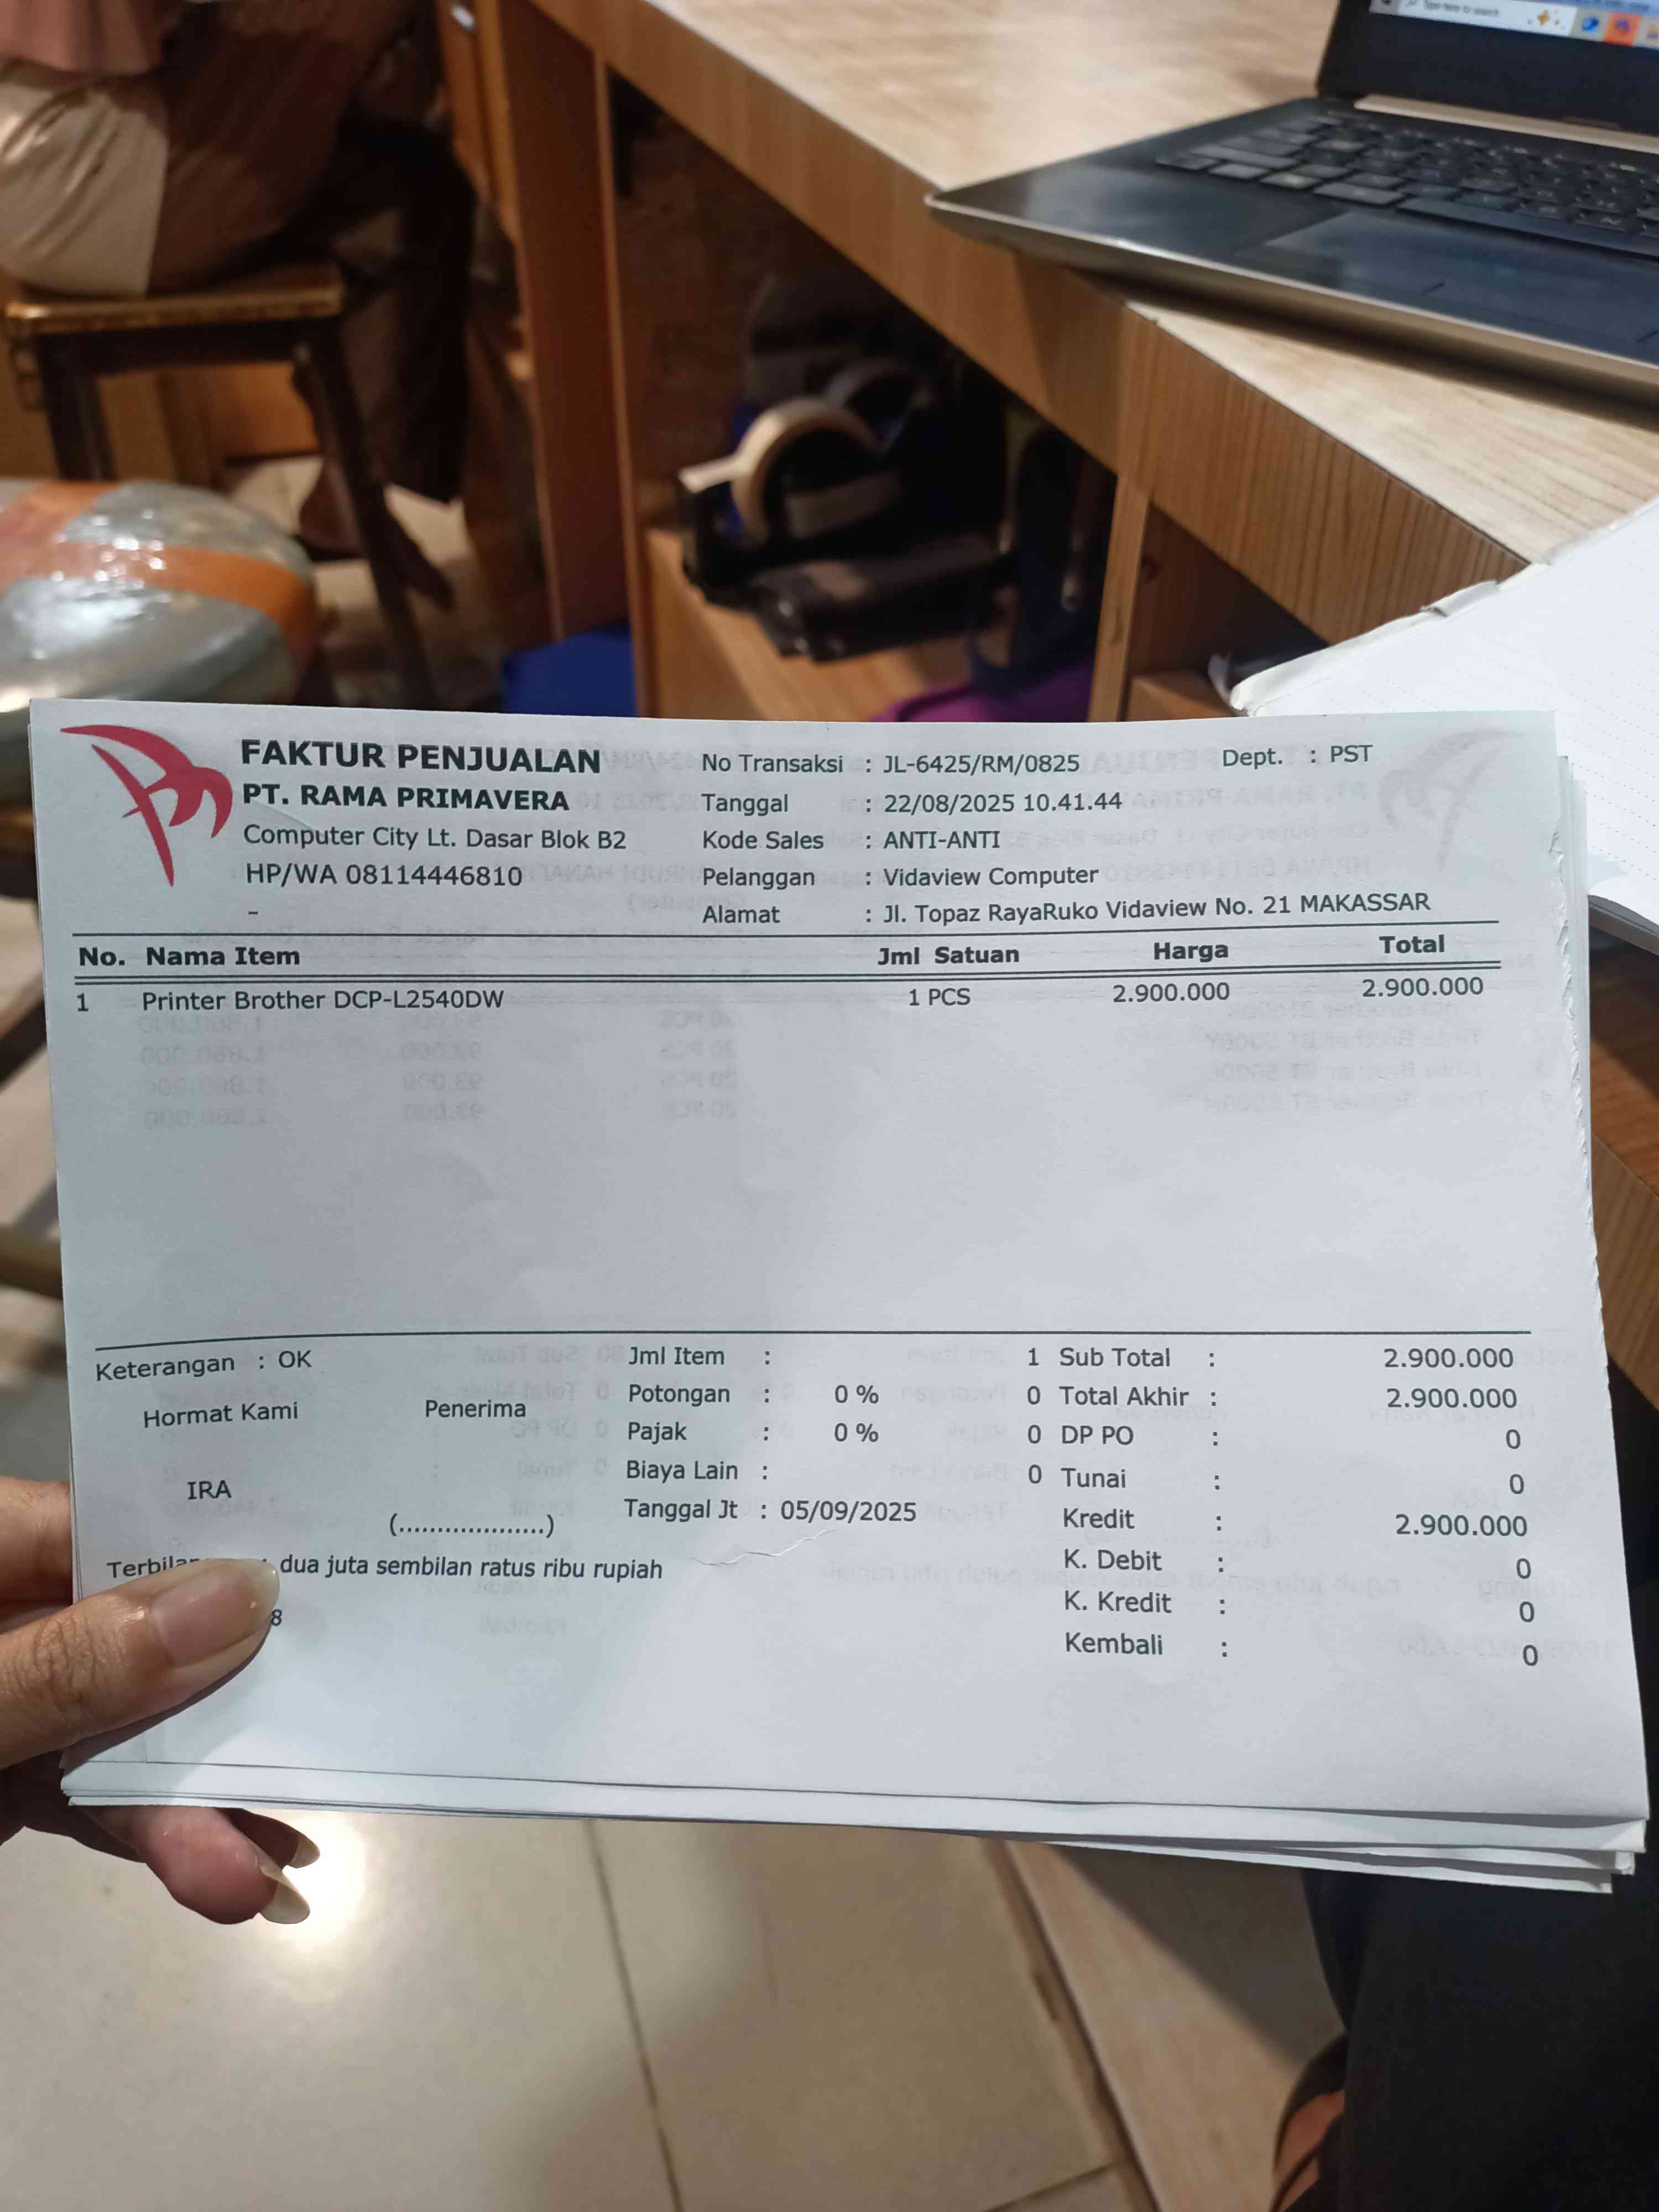 Type here to search
FAKTUR PENJUALAN
PT. RAMA PRIMAVERA
Computer City Lt. Dasar Blok B2
HP/WA 08114446810
-
No Transaksi : JL-6425/RM/0825
Dept. : PST
Tanggal : 22/08/2025 10.41.44
Kode Sales : ANTI-ANTI
Pelanggan : Vidaview Computer
Alamat : Jl. Topaz RayaRuko Vidaview No. 21 MAKASSAR
No. Nama Item Jml Satuan Harga Total
1 Printer Brother DCP-L2540DW 1 PCS 2.900.000 2.900.000
Keterangan : OK
Hormat Kami Penerima
IRA
(...................)
Jml Item : 1
Potongan : 0 % 0
Pajak : 0 % 0
Biaya Lain : 0
Tanggal Jt : 05/09/2025
Sub Total : 2.900.000
Total Akhir : 2.900.000
DP PO : 0
Tunai : 0
Kredit : 2.900.000
K. Debit : 0
K. Kredit : 0
Kembali : 0
: dua juta sembilan ratus ribu rupiah
8